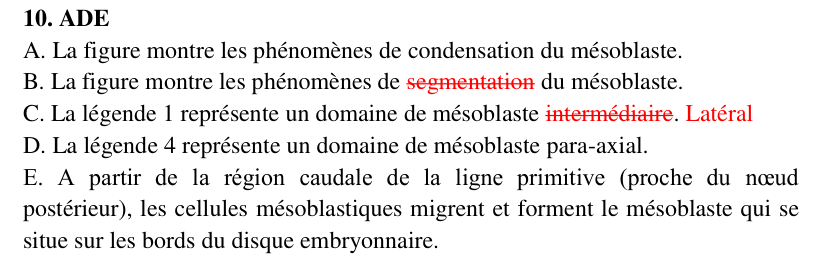 10. ADE
A. La figure montre les phénomènes de condensation du mésoblaste.
B. La figure montre les phénomènes de segmentation du mésoblaste.
C. La légende 1 représente un domaine de mésoblaste intermédiaire. Latéral
D. La légende 4 représente un domaine de mésoblaste para-axial.
E. A partir de la région caudale de la ligne primitive (proche du nœud
postérieur), les cellules mésoblastiques migrent et forment le mésoblaste qui se
situe sur les bords du disque embryonnaire.